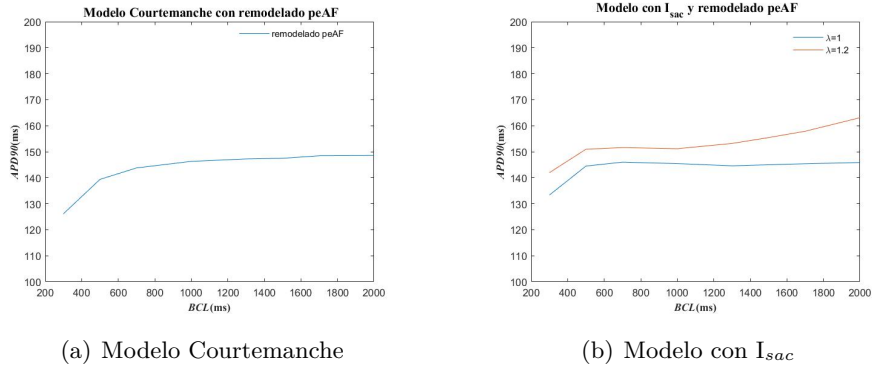 Modelo Courtemanche con remodelado peAF
remodelado peAF
200
190
180
170
160
150
140
130
120
110
100
APD90(ms)
200 400 600 800 1000 1200 1400 1600 1800 2000
BCL(ms)
(a) Modelo Courtemanche
Modelo con I_sac y remodelado peAF
λ=1
λ=1.2
200
190
180
170
160
150
140
130
120
110
100
APD90(ms)
200 400 600 800 1000 1200 1400 1600 1800 2000
BCL(ms)
(b) Modelo con I_sac